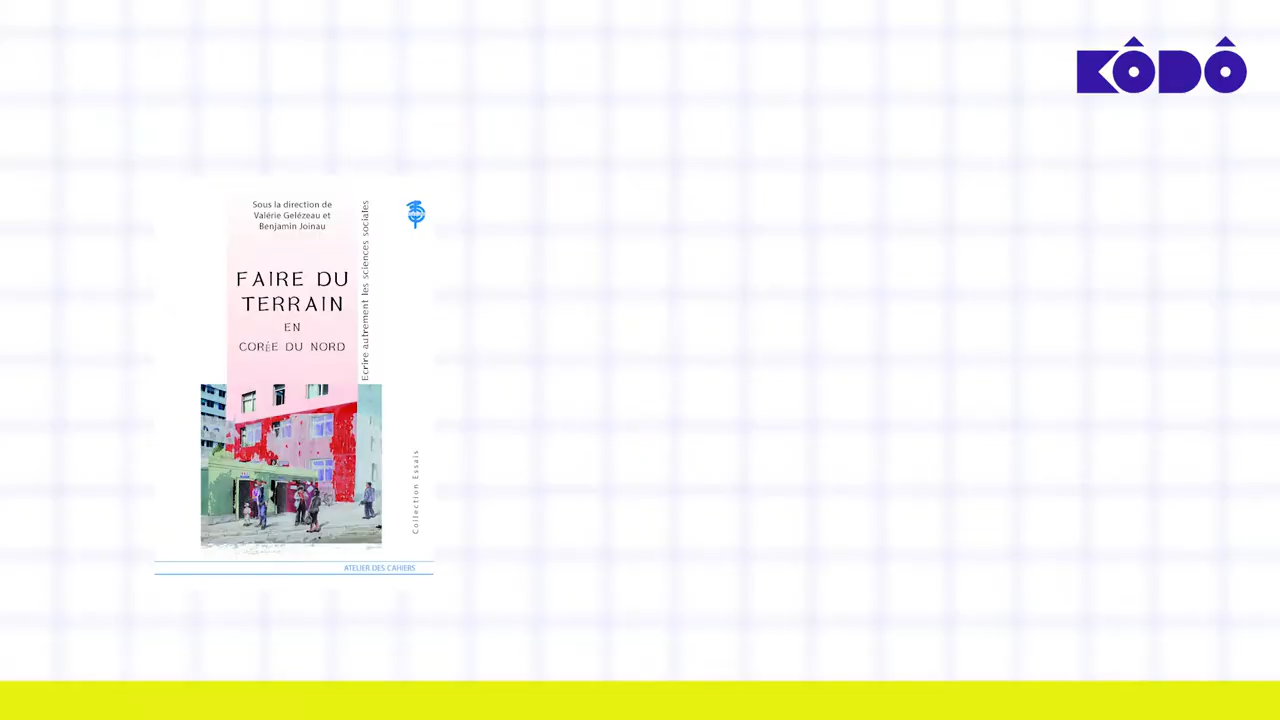 KÔDÔ
Sous la direction de
Valérie Gelézeau et
Benjamin Joinau
Ecrire autrement les sciences sociales
FAIRE DU
TERRAIN
EN
CORÉE DU NORD
Collection Essais
ATELIER DES CAHIERS